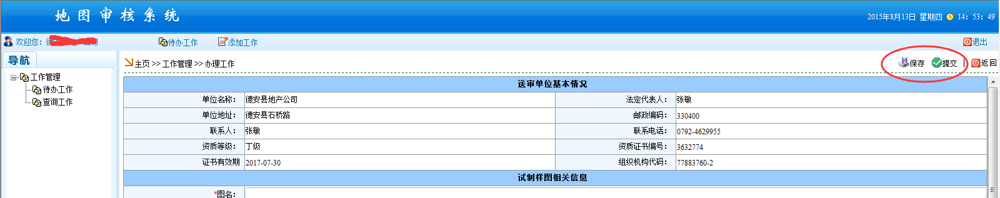 地图审核系统
2015年8月13日 星期四 14: 53: 49
欢迎您: 德 公司 待办工作 添加工作 退出
导航
工作管理
待办工作
查询工作
主页 >> 工作管理 >> 办理工作 保存 提交 | 返回
送审单位基本情况
单位名称: 德安县地产公司 法定代表人: 张敏
单位地址: 德安县石桥路 邮政编码: 330400
联系人: 张敏 联系电话: 0792-4629955
资质等级: 丁级 资质证书编号: 3632774
证书有效期 2017-07-30 组织机构代码: 77883760-2
试制样图相关信息
*图名: